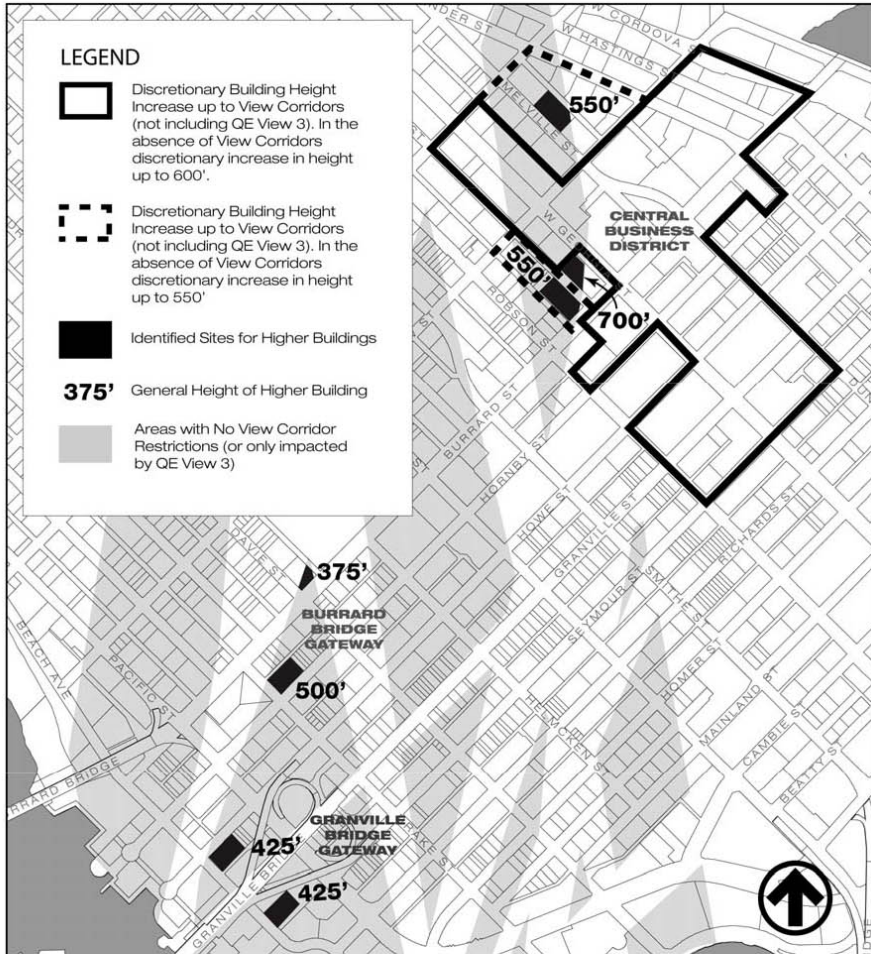 LEGEND
Discretionary Building Height
Increase up to View Corridors
(not including QE View 3). In the
absence of View Corridors
discretionary increase in height
up to 600'.
Discretionary Building Height
Increase up to View Corridors
(not including QE View 3). In the
absence of View Corridors
discretionary increase in height
up to 550'
Identified Sites for Higher Buildings
375' General Height of Higher Building
Areas with No View Corridor
Restrictions (or only impacted
by QE View 3)
W CORDOVA
W HASTINGS ST
MELVILLE ST
550'
CENTRAL
BUSINESS
DISTRICT
550'
700'
ROBSON ST
BURRARD ST
HORNBY ST
HOWE ST
GRANVILLE ST
SEYMOUR ST
RICHARDS ST
SMITHE ST
HOMER ST
MAINLAND ST
CAMBIE ST
BEATTY ST
HELMCKEN ST
DAVIE ST
375'
BURRARD
BRIDGE
GATEWAY
500'
BEACH AVE
PACIFIC ST
BURRARD BRIDGE
GRANVILLE
BRIDGE
GATEWAY
425'
425'